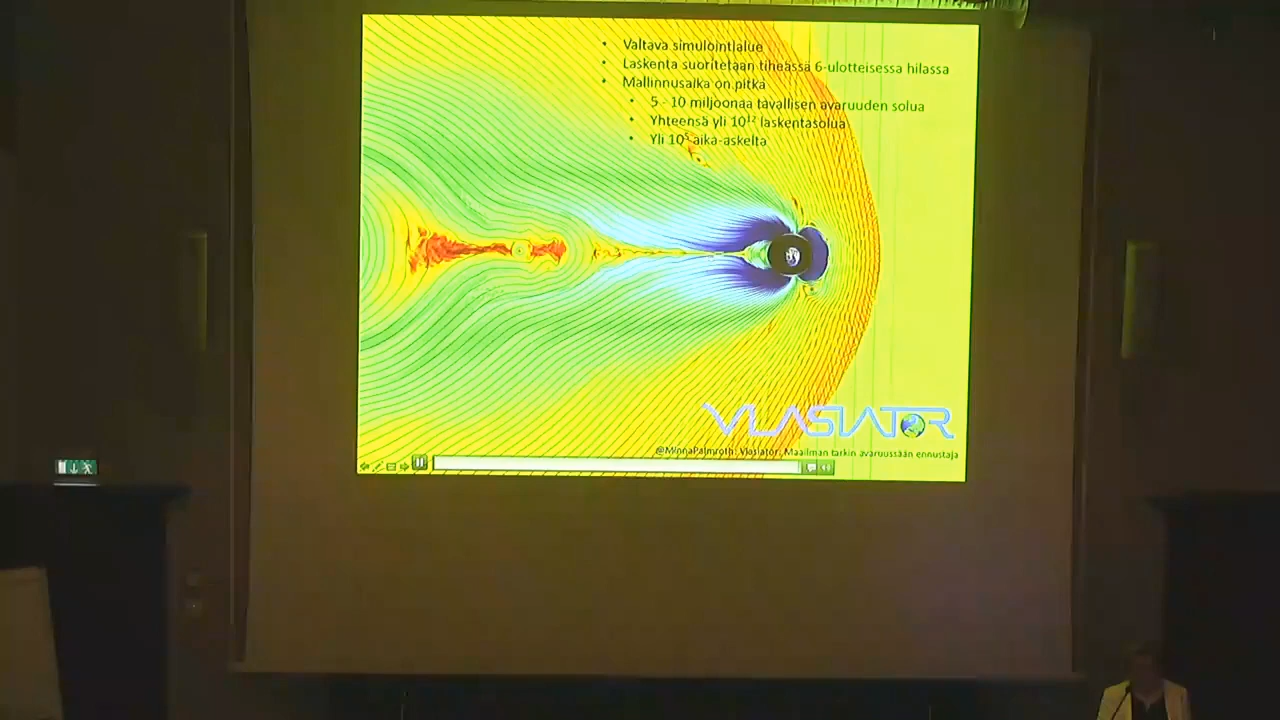 • Valtava simulointialue
• Laskenta suoritetaan tiheässä 6-ulotteisessa hilassa
• Mallinnusaika on pitkä
• 5 - 10 miljoonaa tavallisen avaruuden solua
• Yhteensä yli 10¹² laskentasolua
• Yli 10⁵ aika-askelta
VLASIATOR
@MinnaPalmroth: Vlasiator: Maailman tarkin avaruussään ennustaja